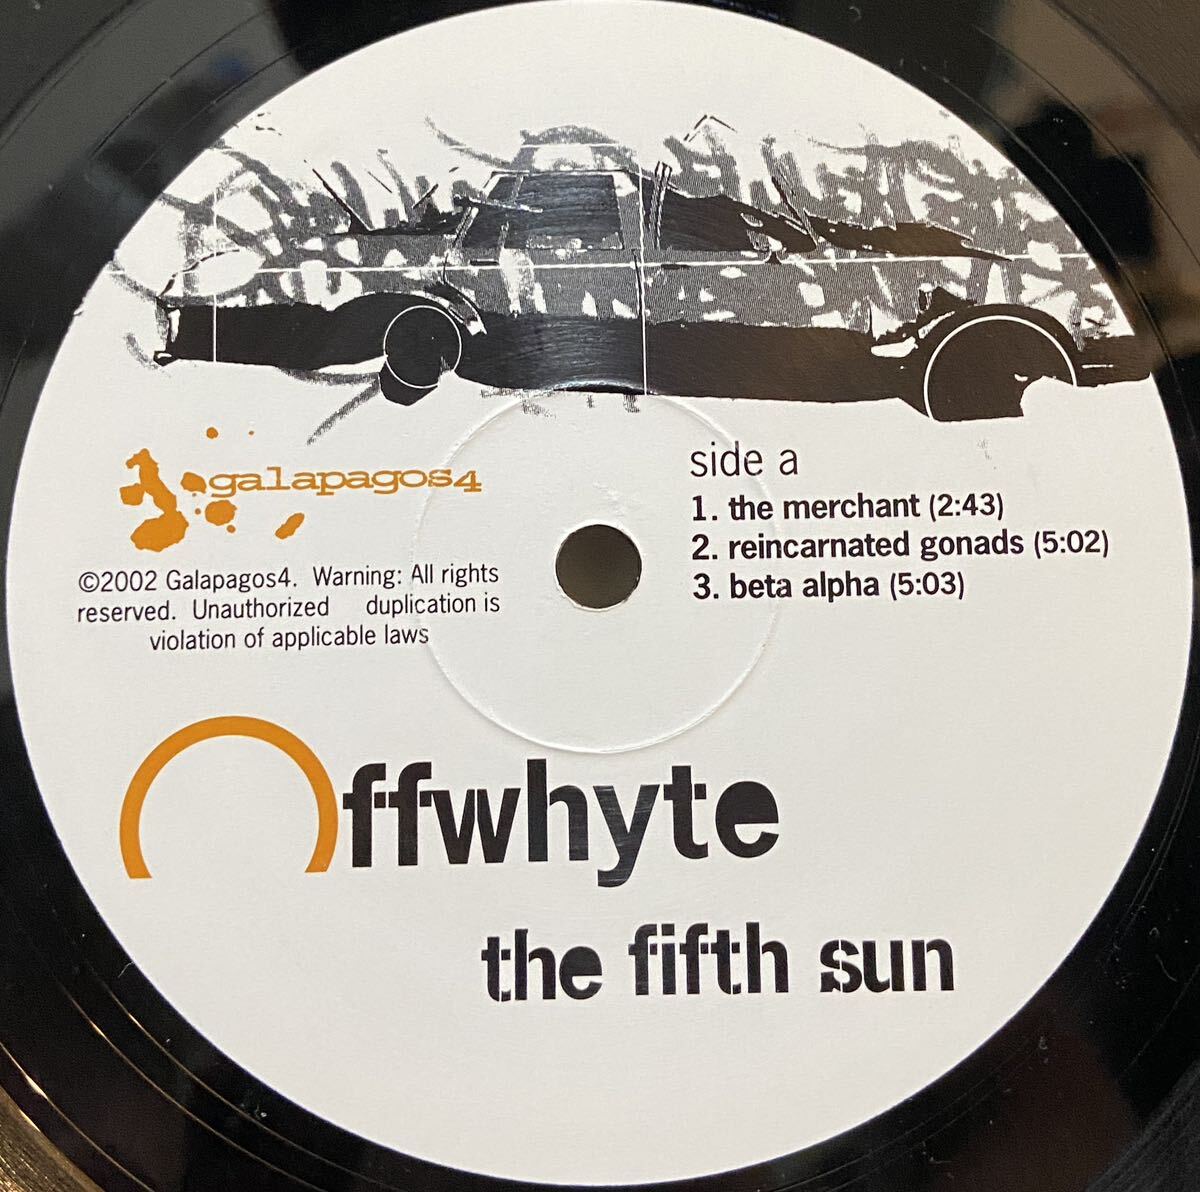 galapagos4
©2002 Galapagos4. Warning: All rights
reserved. Unauthorized duplication is
violation of applicable laws
side a
1. the merchant (2:43)
2. reincarnated gonads (5:02)
3. beta alpha (5:03)
Offwhyte
the fifth sun